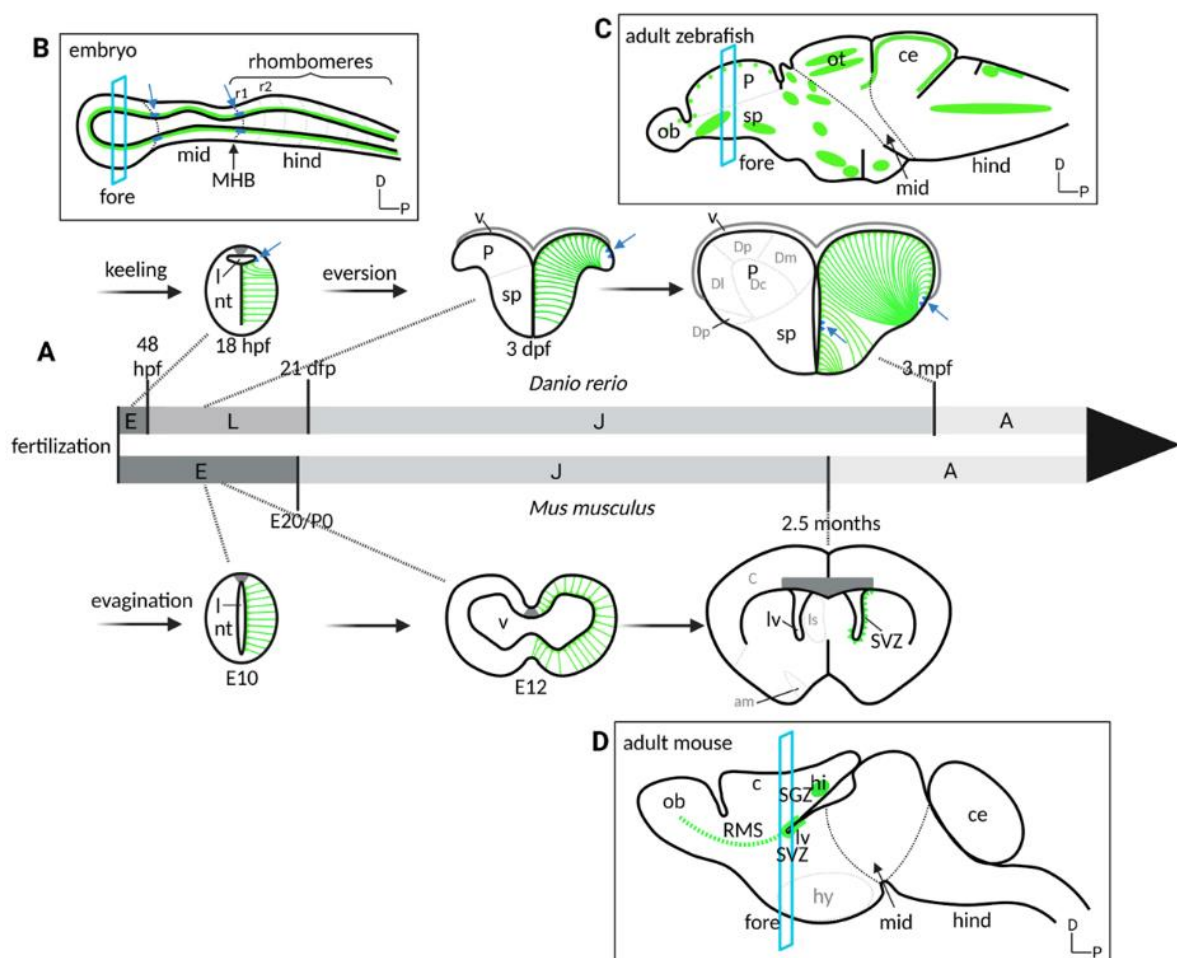 B
embryo
rhombomeres
r1
r2
mid
hind
MHB
fore
D
P
C
adult zebrafish
ot
ce
P
sp
ob
fore
mid
hind
keeling
l
nt
18 hpf
eversion
v
P
sp
3 dpf
v
Dp
Dm
P
Dl
Dc
Dp
sp
A
48
hpf
21 dfp
Danio rerio
3 mpf
E
L
J
A
fertilization
E
J
A
E20/P0
Mus musculus
2.5 months
evagination
l
nt
E10
v
E12
C
lv
ls
SVZ
am
D
adult mouse
ob
c
hi
SGZ
RMS
lv
SVZ
ce
hy
fore
mid
hind
D
P